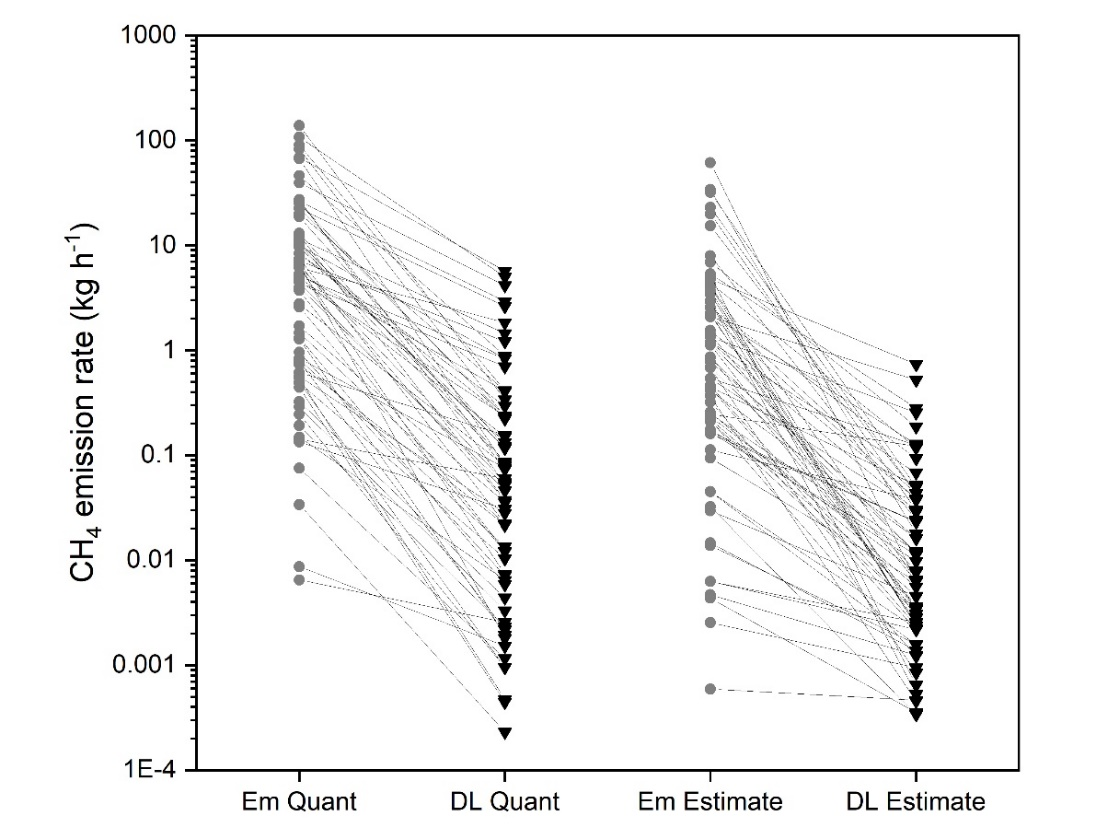 1000
100
10
1
0.1
0.01
0.001
1E-4
CH₄ emission rate (kg h⁻¹)
Em Quant
DL Quant
Em Estimate
DL Estimate